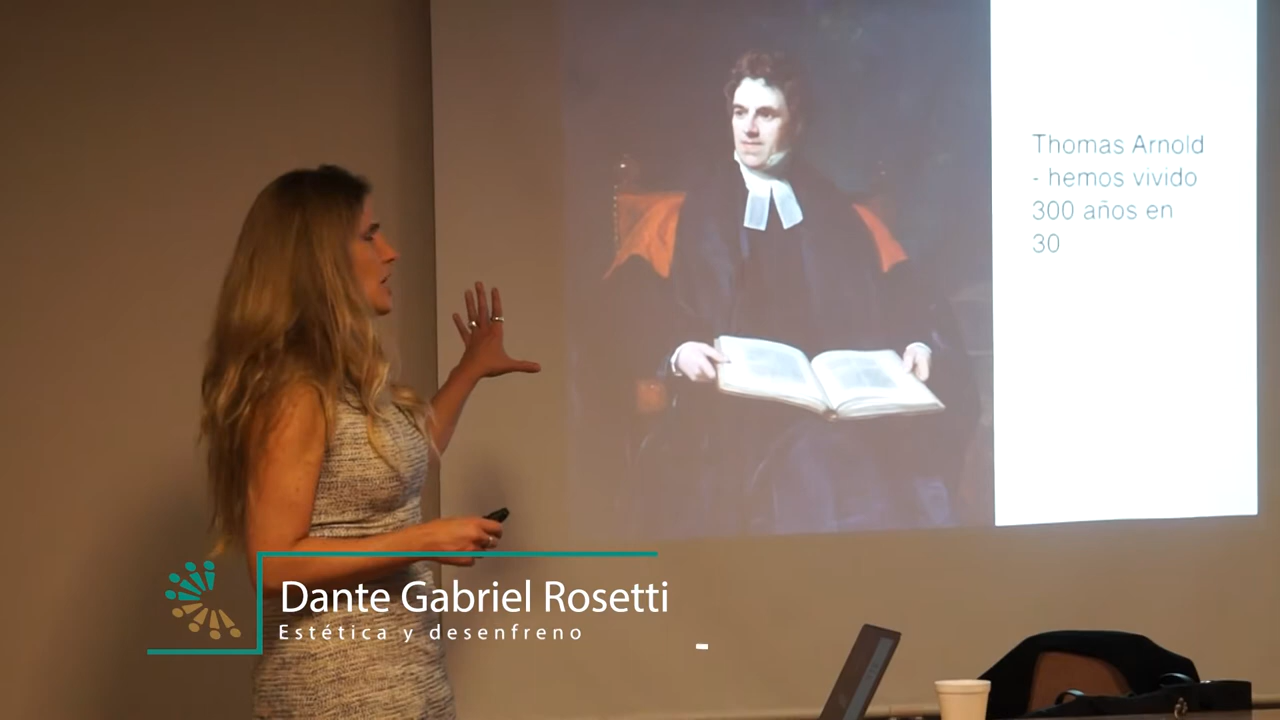 Thomas Arnold
- hemos vivido
300 años en
30
Dante Gabriel Rosetti
Estética y desenfreno